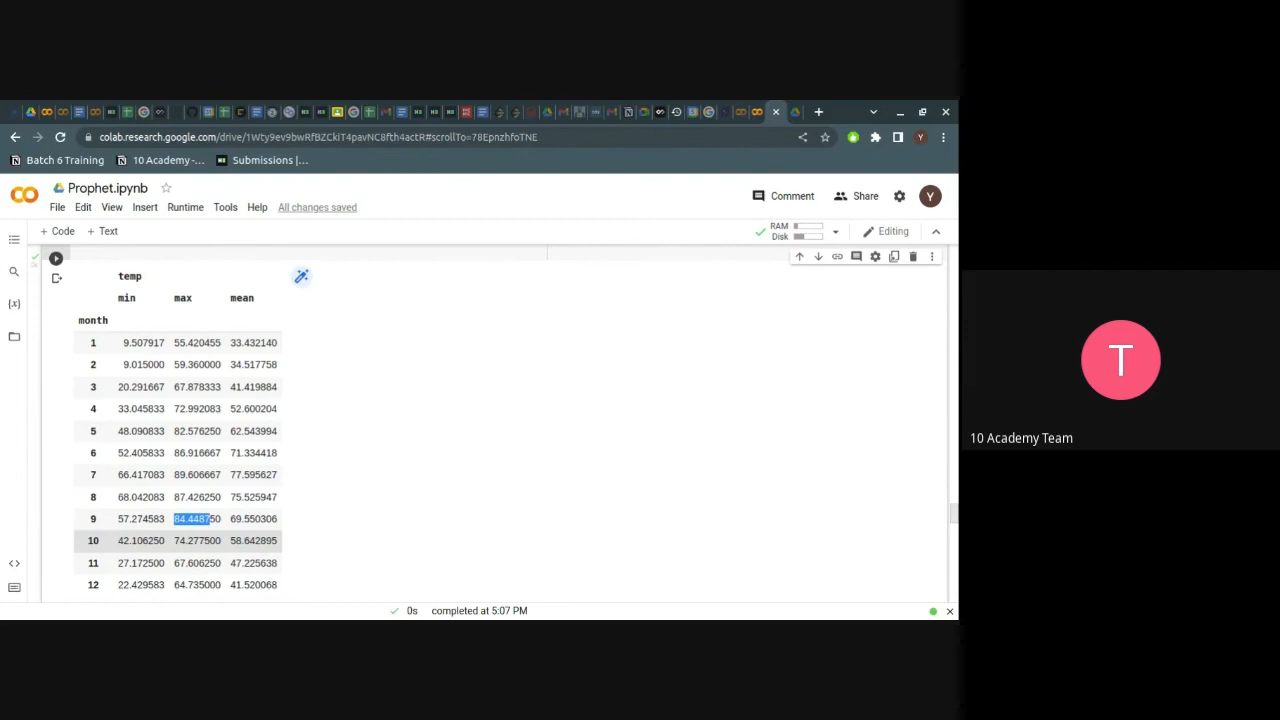 colab.research.google.com/drive/1Wty9ev9bwRfBZCkiT4pavNC8fth4actR#scrollTo=78EpnzhfoTNE
Batch 6 Training 10 Academy -... Submissions |...
Prophet.ipynb
Comment Share Y
File Edit View Insert Runtime Tools Help All changes saved
+ Code + Text RAM Disk Editing
temp
min max mean
month
1 9.507917 55.420455 33.432140
2 9.015000 59.360000 34.517758
3 20.291667 67.878333 41.419884
4 33.045833 72.992083 52.600204
5 48.090833 82.576250 62.543994
6 52.405833 86.916667 71.334418
7 66.417083 89.606667 77.595627
8 68.042083 87.426250 75.525947
9 57.274583 84.448750 69.550306
10 42.106250 74.277500 58.642895
11 27.172500 67.606250 47.225638
12 22.429583 64.735000 41.520068
0s completed at 5:07 PM
T
10 Academy Team